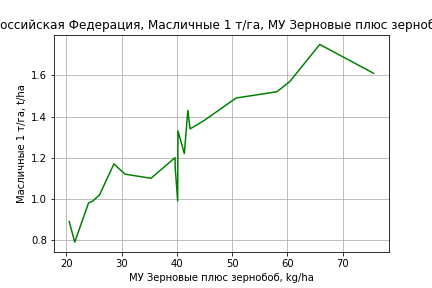 оссийская Федерация, Масличные 1 т/га, МУ Зерновые плюс зерноб
1.6
1.4
1.2
1.0
0.8
Масличные 1 т/га, t/ha
20 30 40 50 60 70
МУ Зерновые плюс зернобоб, kg/ha